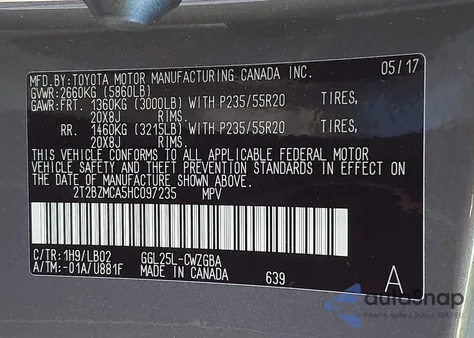 MFD.BY:TOYOTA MOTOR MANUFACTURING CANADA INC. 05/17
GVWR:2660KG (5860LB)
GAWR:FRT. 1360KG (3000LB) WITH P235/55R20 TIRES,
20X8J RIMS.
RR. 1460KG (3215LB) WITH P235/55R20 TIRES,
20X8J RIMS.
THIS VEHICLE CONFORMS TO ALL APPLICABLE FEDERAL MOTOR
VEHICLE SAFETY AND THEFT PREVENTION STANDARDS IN EFFECT ON
THE DATE OF MANUFACTURE SHOWN ABOVE.
2T2BZMCA5HC097235 MPV
C/TR: 1H9/LB02 GGL25L-CWZGBA
A/TM:-01A/U881F MADE IN CANADA 639 A
autoSnap